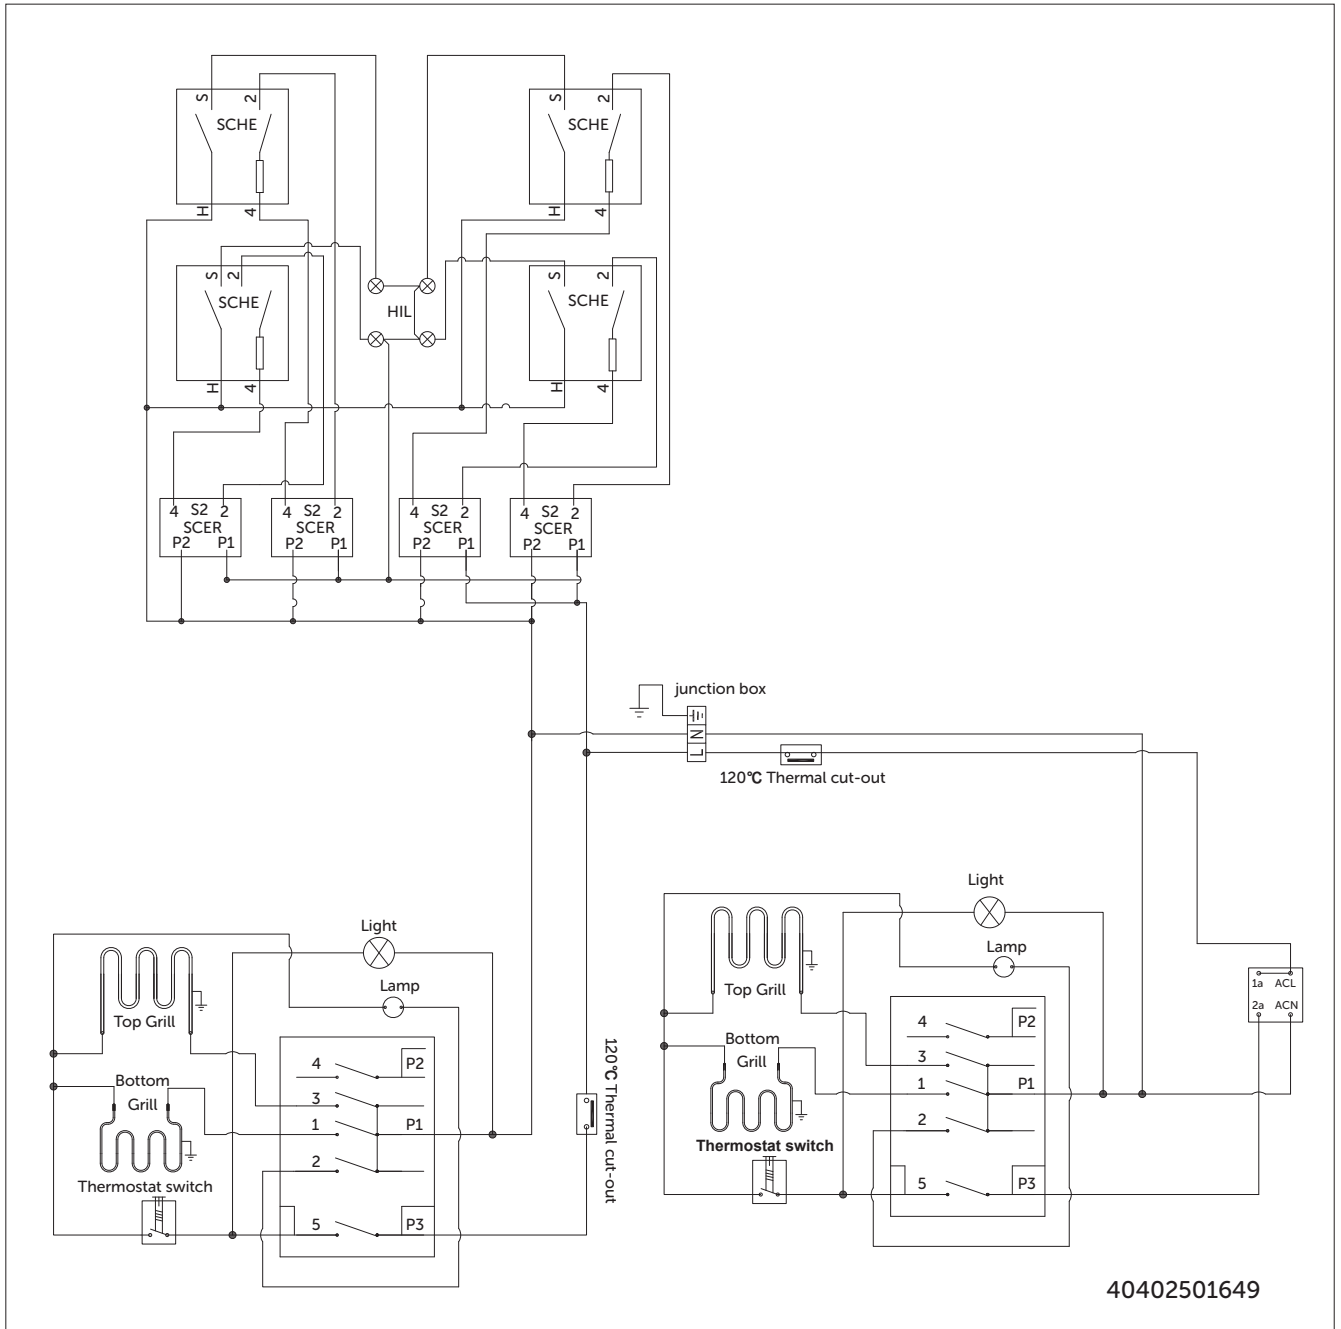 S 2
SCHE
H 4
S 2
SCHE
H 4
S 2
SCHE
H 4
S 2
SCHE
H 4
HIL
4 S2 2
SCER
P2 P1
4 S2 2
SCER
P2 P1
4 S2 2
SCER
P2 P1
4 S2 2
SCER
P2 P1
junction box
N
L
120℃ Thermal cut-out
Light
Lamp
Top Grill
Bottom
Grill
Thermostat switch
4 P2
3
1 P1
2
5 P3
120℃ Thermal cut-out
Light
Lamp
Top Grill
Bottom
Grill
Thermostat switch
4 P2
3
1 P1
2
5 P3
1a ACL
2a ACN
40402501649